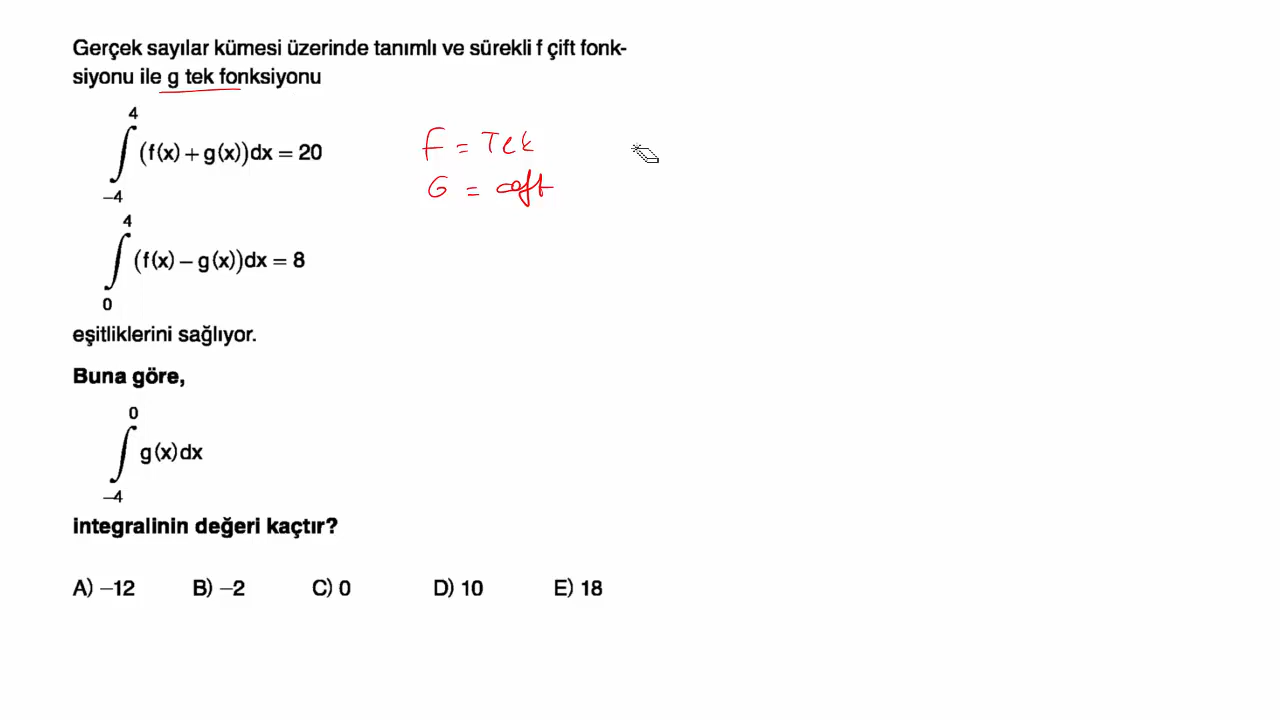 Gerçek sayılar kümesi üzerinde tanımlı ve sürekli f çift fonk-
siyonu ile g tek fonksiyonu
4
∫ (f(x) + g(x))dx = 20
–4
F = Tek
G = çift
4
∫ (f(x) – g(x))dx = 8
0
eşitliklerini sağlıyor.
Buna göre,
0
∫ g(x)dx
–4
integralinin değeri kaçtır?
A) –12 B) –2 C) 0 D) 10 E) 18